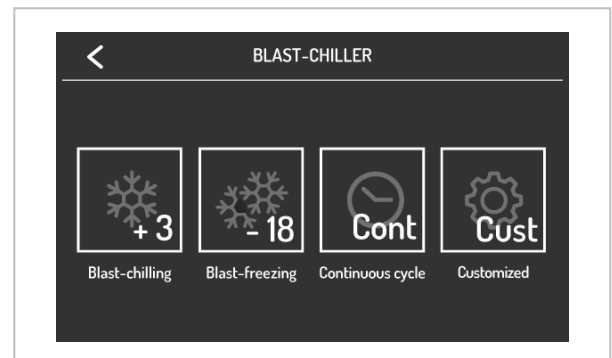 BLAST-CHILLER
+ 3
- 18
Cont
Cust
Blast-chilling
Blast-freezing
Continuous cycle
Customized